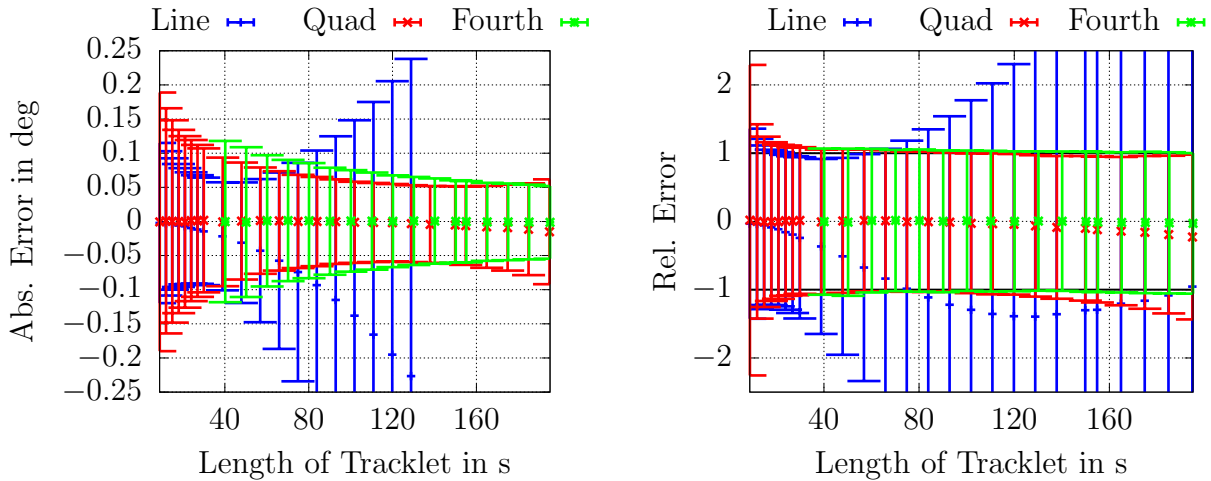 Line Quad Fourth
Abs. Error in deg
0.25
0.2
0.15
0.1
0.05
0
−0.05
−0.1
−0.15
−0.2
−0.25
40 80 120 160
Length of Tracklet in s
Line Quad Fourth
Rel. Error
2
1
0
−1
−2
40 80 120 160
Length of Tracklet in s